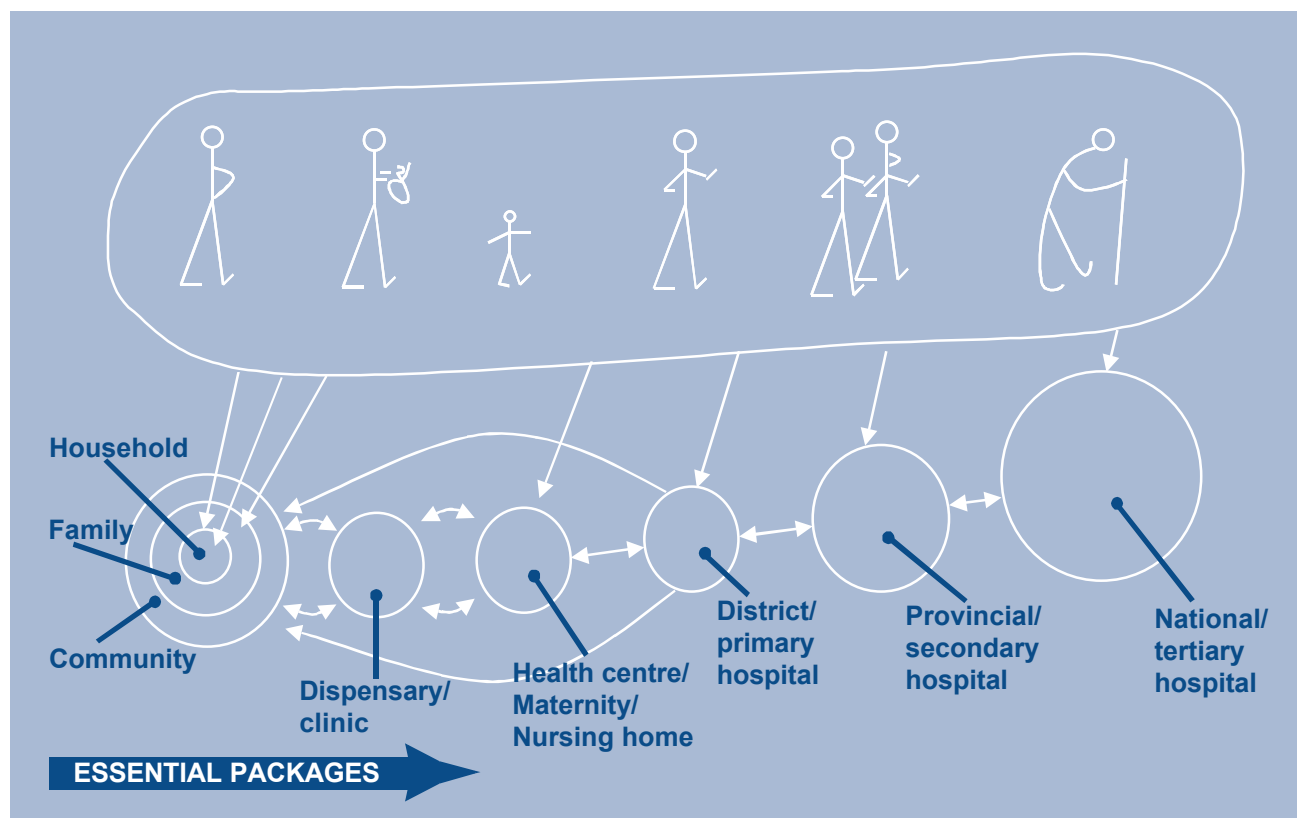 Household
Family
Community
Dispensary/
clinic
Health centre/
Maternity/
Nursing home
District/
primary
hospital
Provincial/
secondary
hospital
National/
tertiary
hospital
ESSENTIAL PACKAGES